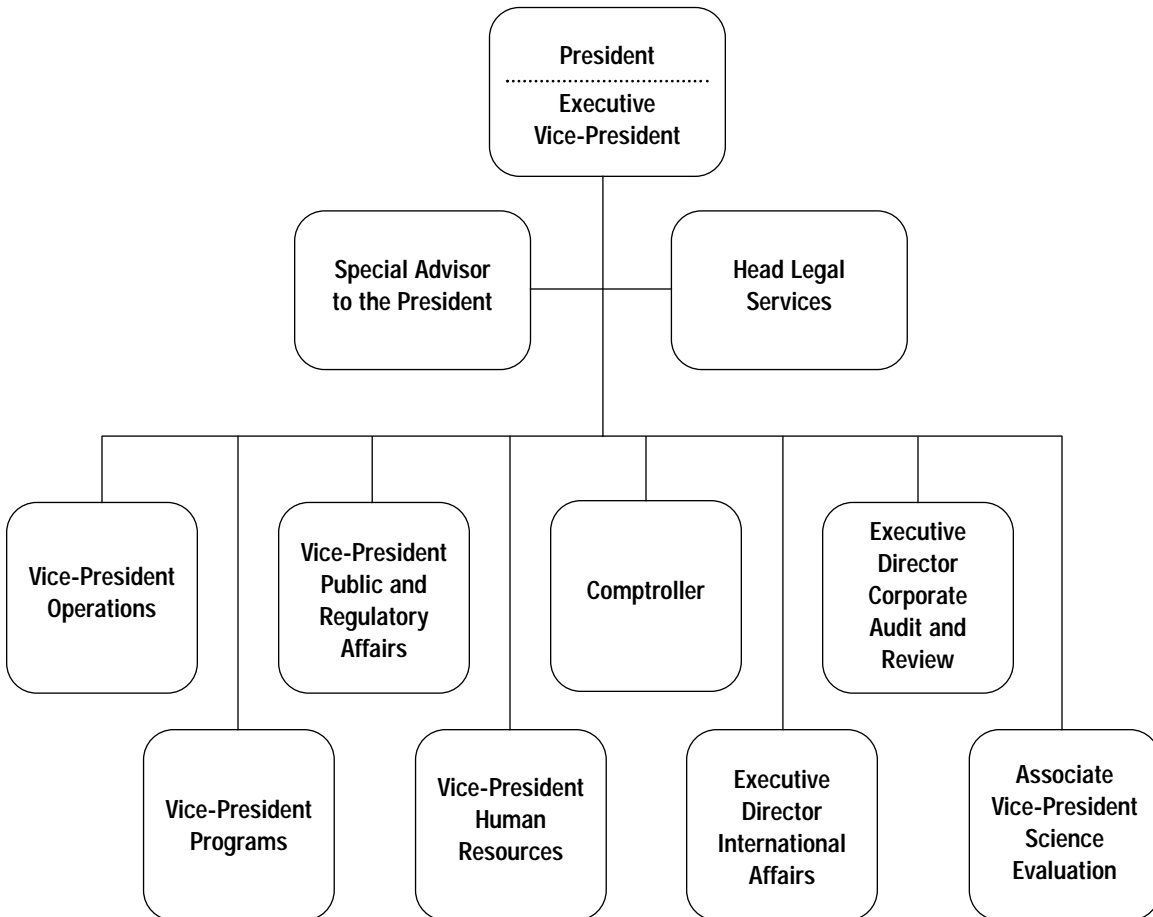 President
Executive
Vice-President
Special Advisor
to the President
Head Legal
Services
Vice-President
Operations
Vice-President
Public and
Regulatory
Affairs
Comptroller
Executive
Director
Corporate
Audit and
Review
Vice-President
Programs
Vice-President
Human
Resources
Executive
Director
International
Affairs
Associate
Vice-President
Science
Evaluation